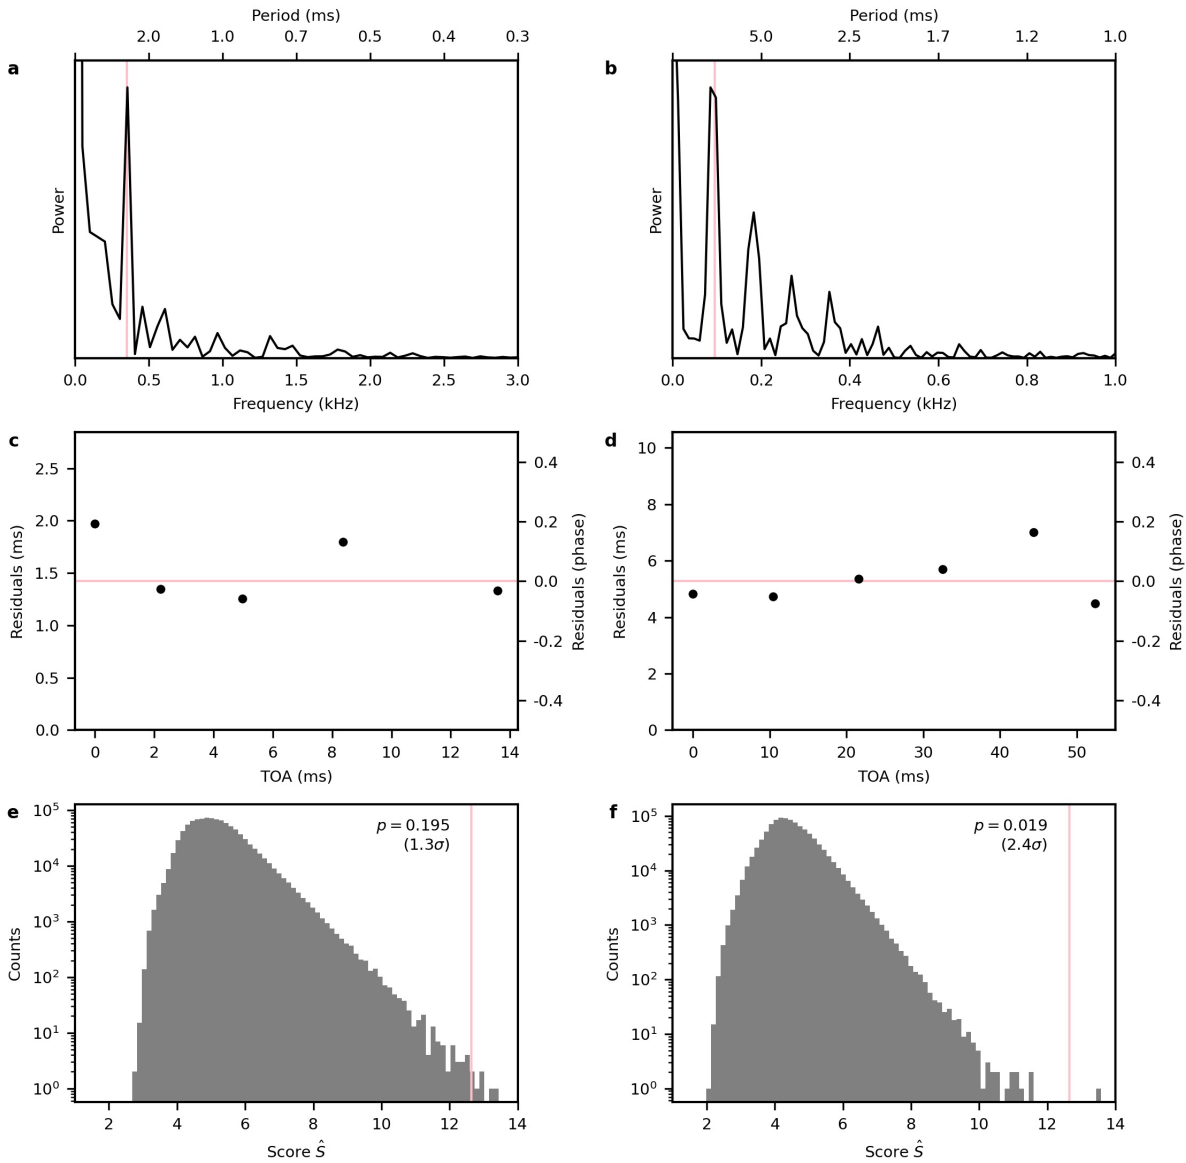 Period (ms)
2.0 1.0 0.7 0.5 0.4 0.3
a
Power
0.0 0.5 1.0 1.5 2.0 2.5 3.0
Frequency (kHz)
Period (ms)
5.0 2.5 1.7 1.2 1.0
b
Power
0.0 0.2 0.4 0.6 0.8 1.0
Frequency (kHz)
c
Residuals (ms)
2.5
2.0
1.5
1.0
0.5
0.0
0.4
0.2
0.0
-0.2
-0.4
Residuals (phase)
0 2 4 6 8 10 12 14
TOA (ms)
d
Residuals (ms)
10
8
6
4
2
0
0.4
0.2
0.0
-0.2
-0.4
Residuals (phase)
0 10 20 30 40 50
TOA (ms)
e
Counts
10⁵
10⁴
10³
10²
10¹
10⁰
p = 0.195
(1.3σ)
2 4 6 8 10 12 14
Score Ŝ
f
Counts
10⁵
10⁴
10³
10²
10¹
10⁰
p = 0.019
(2.4σ)
2 4 6 8 10 12 14
Score Ŝ